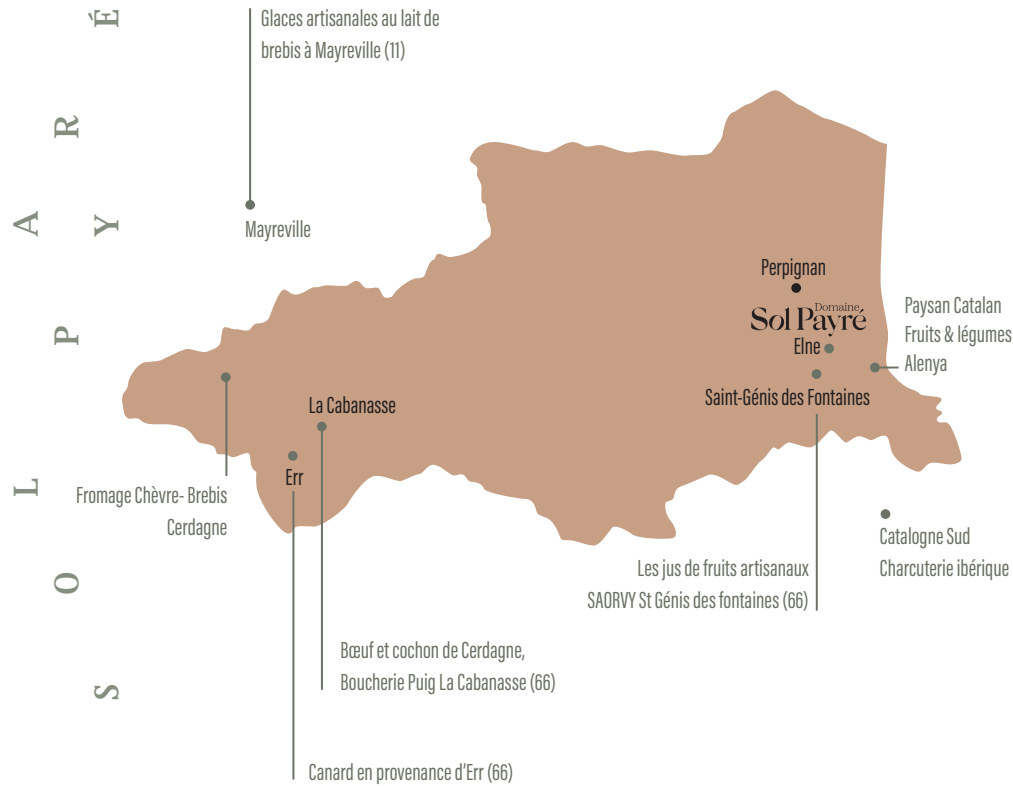 Glaces artisanales au lait de
brebis à Mayreville (11)
Mayreville
Perpignan
Domaine
Sol Payré
Elne
Paysan Catalan
Fruits & légumes
Alenya
Saint-Génis des Fontaines
La Cabanasse
Err
Fromage Chèvre- Brebis
Cerdagne
Catalogne Sud
Charcuterie ibérique
Les jus de fruits artisanaux
SAORVY St Génis des fontaines (66)
Bœuf et cochon de Cerdagne,
Boucherie Puig La Cabanasse (66)
Canard en provenance d'Err (66)
SOL PAYRÉ